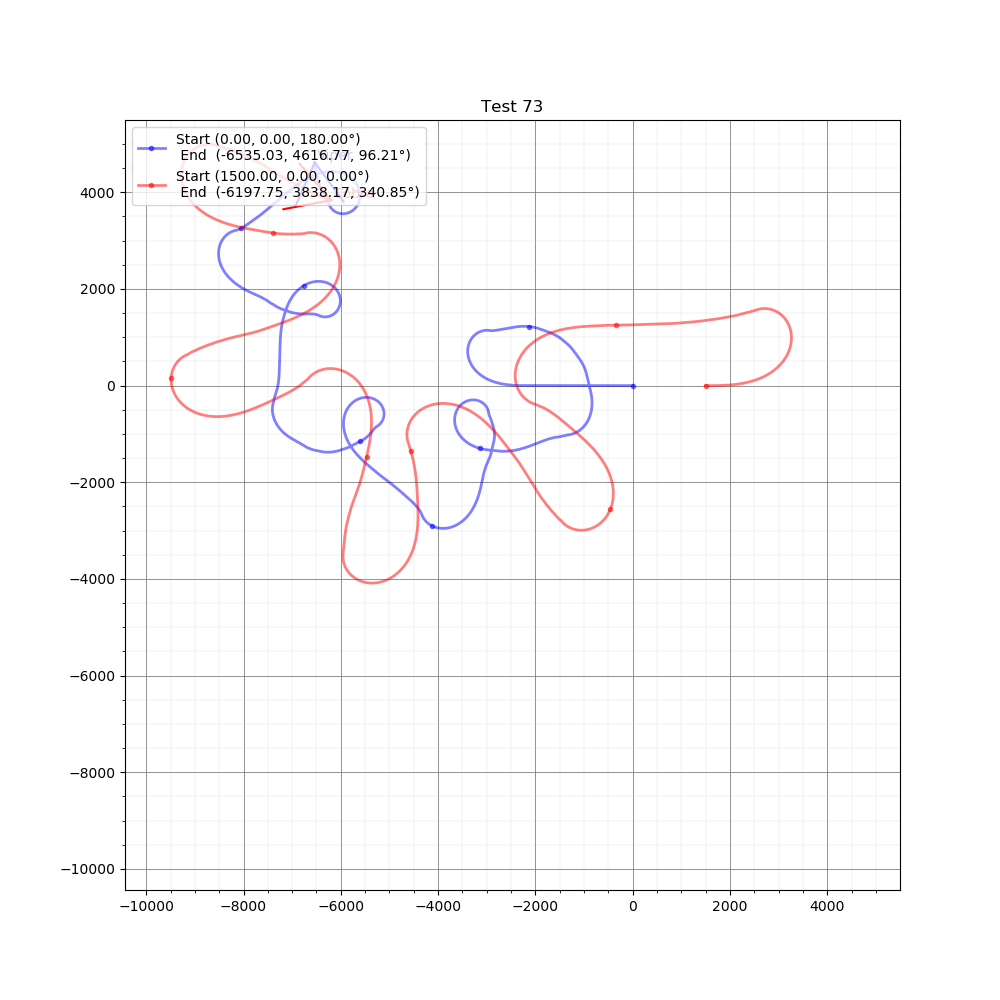 Test 73
Start (0.00, 0.00, 180.00°)
End (-6535.03, 4616.77, 96.21°)
Start (1500.00, 0.00, 0.00°)
End (-6197.75, 3838.17, 340.85°)
4000
2000
0
−2000
−4000
−6000
−8000
−10000
−10000 −8000 −6000 −4000 −2000 0 2000 4000